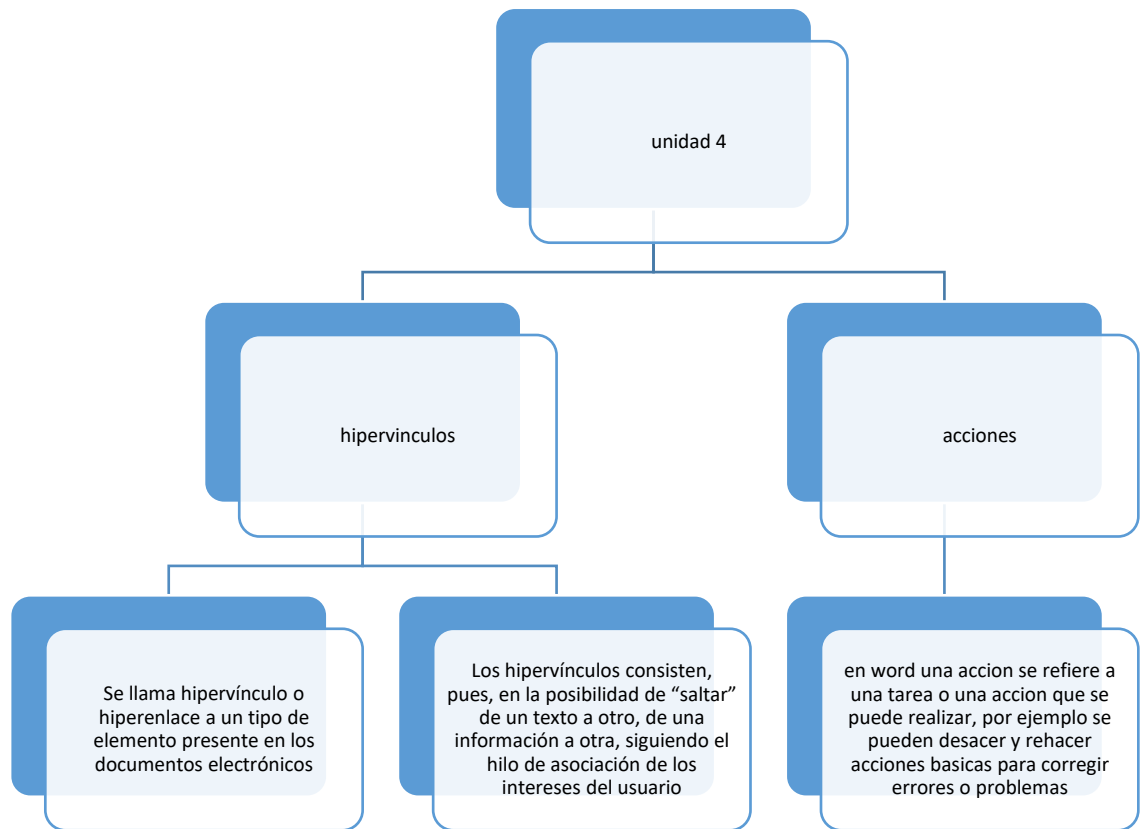 unidad 4
hipervinculos
acciones
Se llama hipervínculo o
hiperenlace a un tipo de
elemento presente en los
documentos electrónicos
Los hipervínculos consisten,
pues, en la posibilidad de “saltar”
de un texto a otro, de una
información a otra, siguiendo el
hilo de asociación de los
intereses del usuario
en word una accion se refiere a
una tarea o una accion que se
puede realizar, por ejemplo se
pueden desacer y rehacer
acciones basicas para corregir
errores o problemas